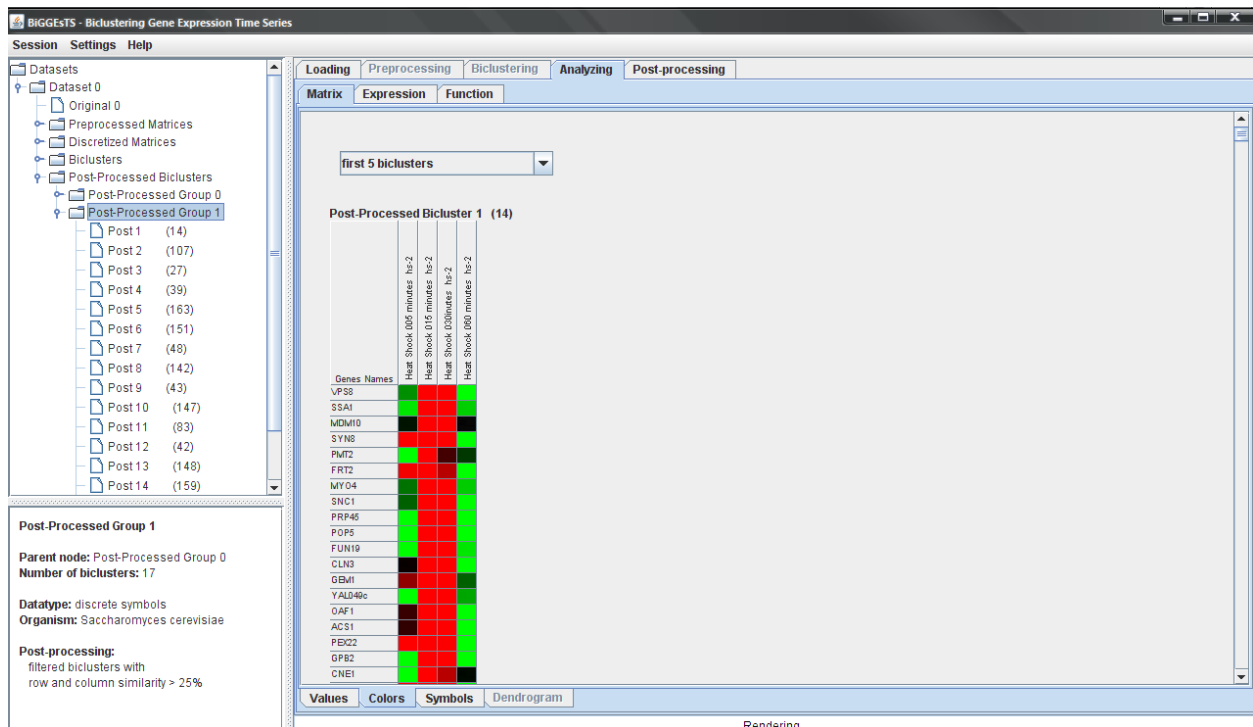 BiGGEsTS - Biclustering Gene Expression Time Series
Session Settings Help
Datasets
Dataset 0
Original 0
Preprocessed Matrices
Discretized Matrices
Biclusters
Post-Processed Biclusters
Post-Processed Group 0
Post-Processed Group 1
Post 1 (14)
Post 2 (107)
Post 3 (27)
Post 4 (39)
Post 5 (163)
Post 6 (151)
Post 7 (48)
Post 8 (142)
Post 9 (43)
Post 10 (147)
Post 11 (83)
Post 12 (42)
Post 13 (148)
Post 14 (159)
Post-Processed Group 1
Parent node: Post-Processed Group 0
Number of biclusters: 17
Datatype: discrete symbols
Organism: Saccharomyces cerevisiae
Post-processing:
filtered biclusters with
row and column similarity > 25%
Loading Preprocessing Biclustering Analyzing Post-processing
Matrix Expression Function
first 5 biclusters
Post-Processed Bicluster 1 (14)
Genes Names
Heat Shock 005 minutes hs-2
Heat Shock 015 minutes hs-2
Heat Shock 030inutes hs-2
Heat Shock 060 minutes hs-2
VPS8
SSA1
MDM10
SYN8
PMT2
FRT2
MYO4
SNC1
PRP45
POP5
FUN19
CLN3
GEM1
YAL049c
OAF1
ACS1
PEX22
GPB2
CNE1
Values Colors Symbols Dendrogram
Rendering